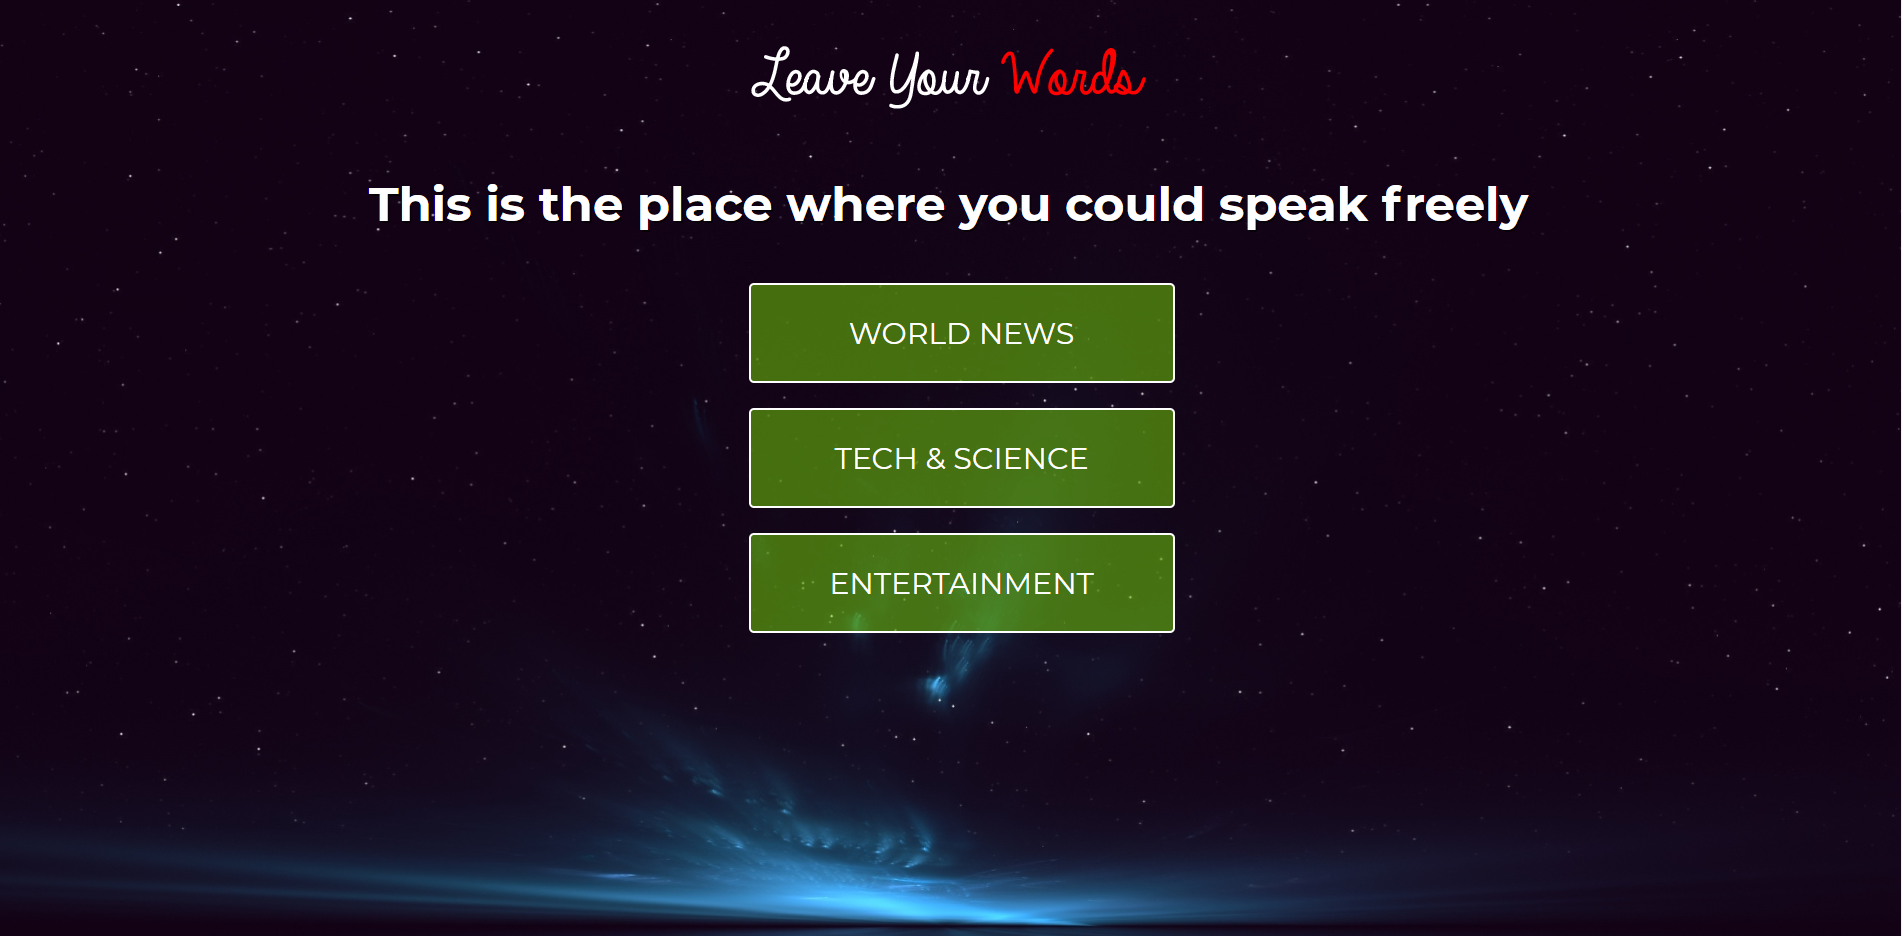 Leave Your Words
This is the place where you could speak freely
WORLD NEWS
TECH & SCIENCE
ENTERTAINMENT